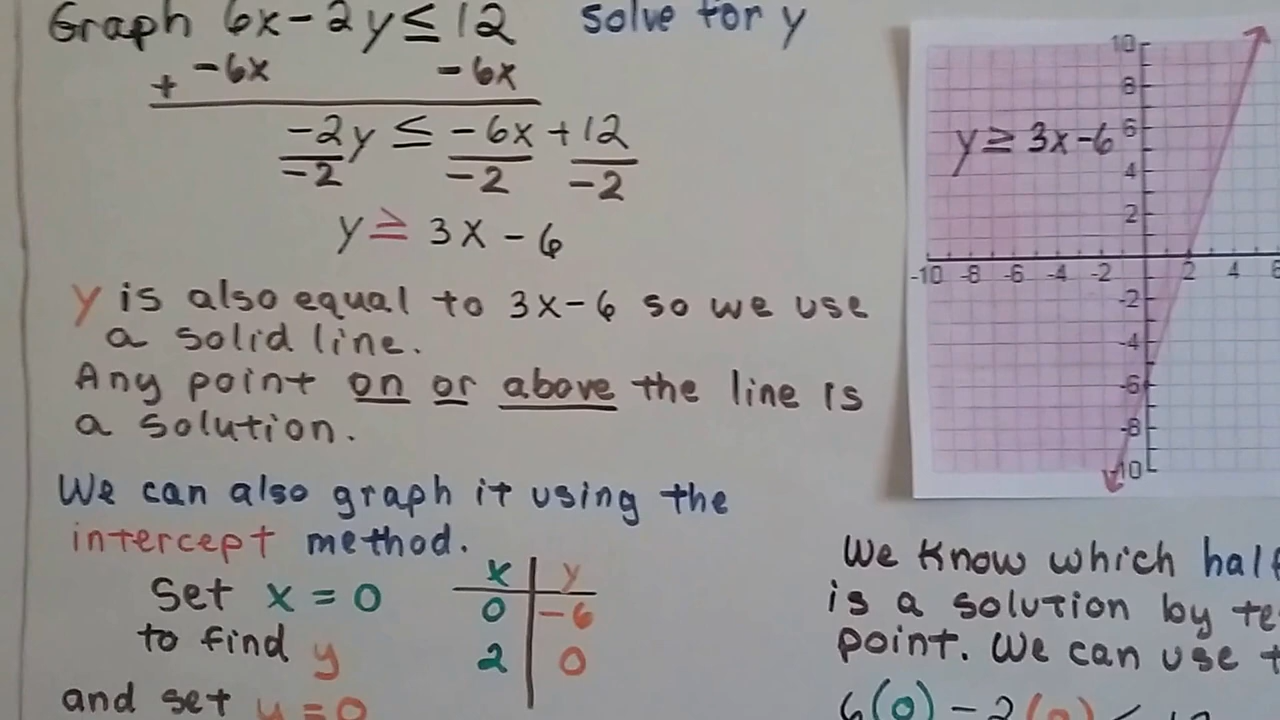 Graph 6x-2y≤12 solve for y
+ -6x -6x
-2y ≤ -6x + 12
-2 -2 -2
y ≥ 3x - 6
y is also equal to 3x-6 so we use
a solid line.
Any point on or above the line is
a solution.
We can also graph it using the
intercept method.
Set x = 0
to find y
and set y = 0
x y
0 -6
2 0
y ≥ 3x-6
10
8
6
4
2
-10 -8 -6 -4 -2 2 4 6
-2
-4
-6
-8
-10
We know which half
is a solution by te
point. We can use t
6(0) - 2(0) ≤ 12